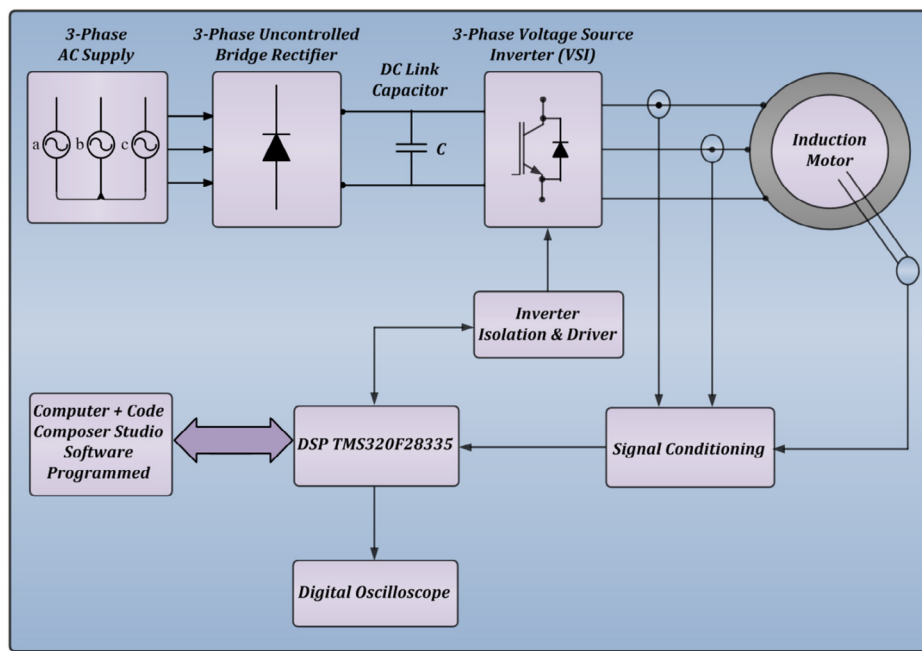 3-Phase
AC Supply
3-Phase Uncontrolled
Bridge Rectifier
DC Link
Capacitor
3-Phase Voltage Source
Inverter (VSI)
a
b
c
C
Induction
Motor
Inverter
Isolation & Driver
Computer + Code
Composer Studio
Software
Programmed
DSP TMS320F28335
Signal Conditioning
Digital Oscilloscope